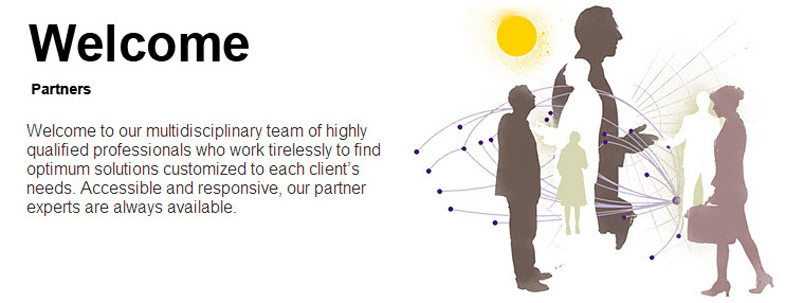 Welcome
Partners
Welcome to our multidisciplinary team of highly
qualified professionals who work tirelessly to find
optimum solutions customized to each client’s
needs. Accessible and responsive, our partner
experts are always available.